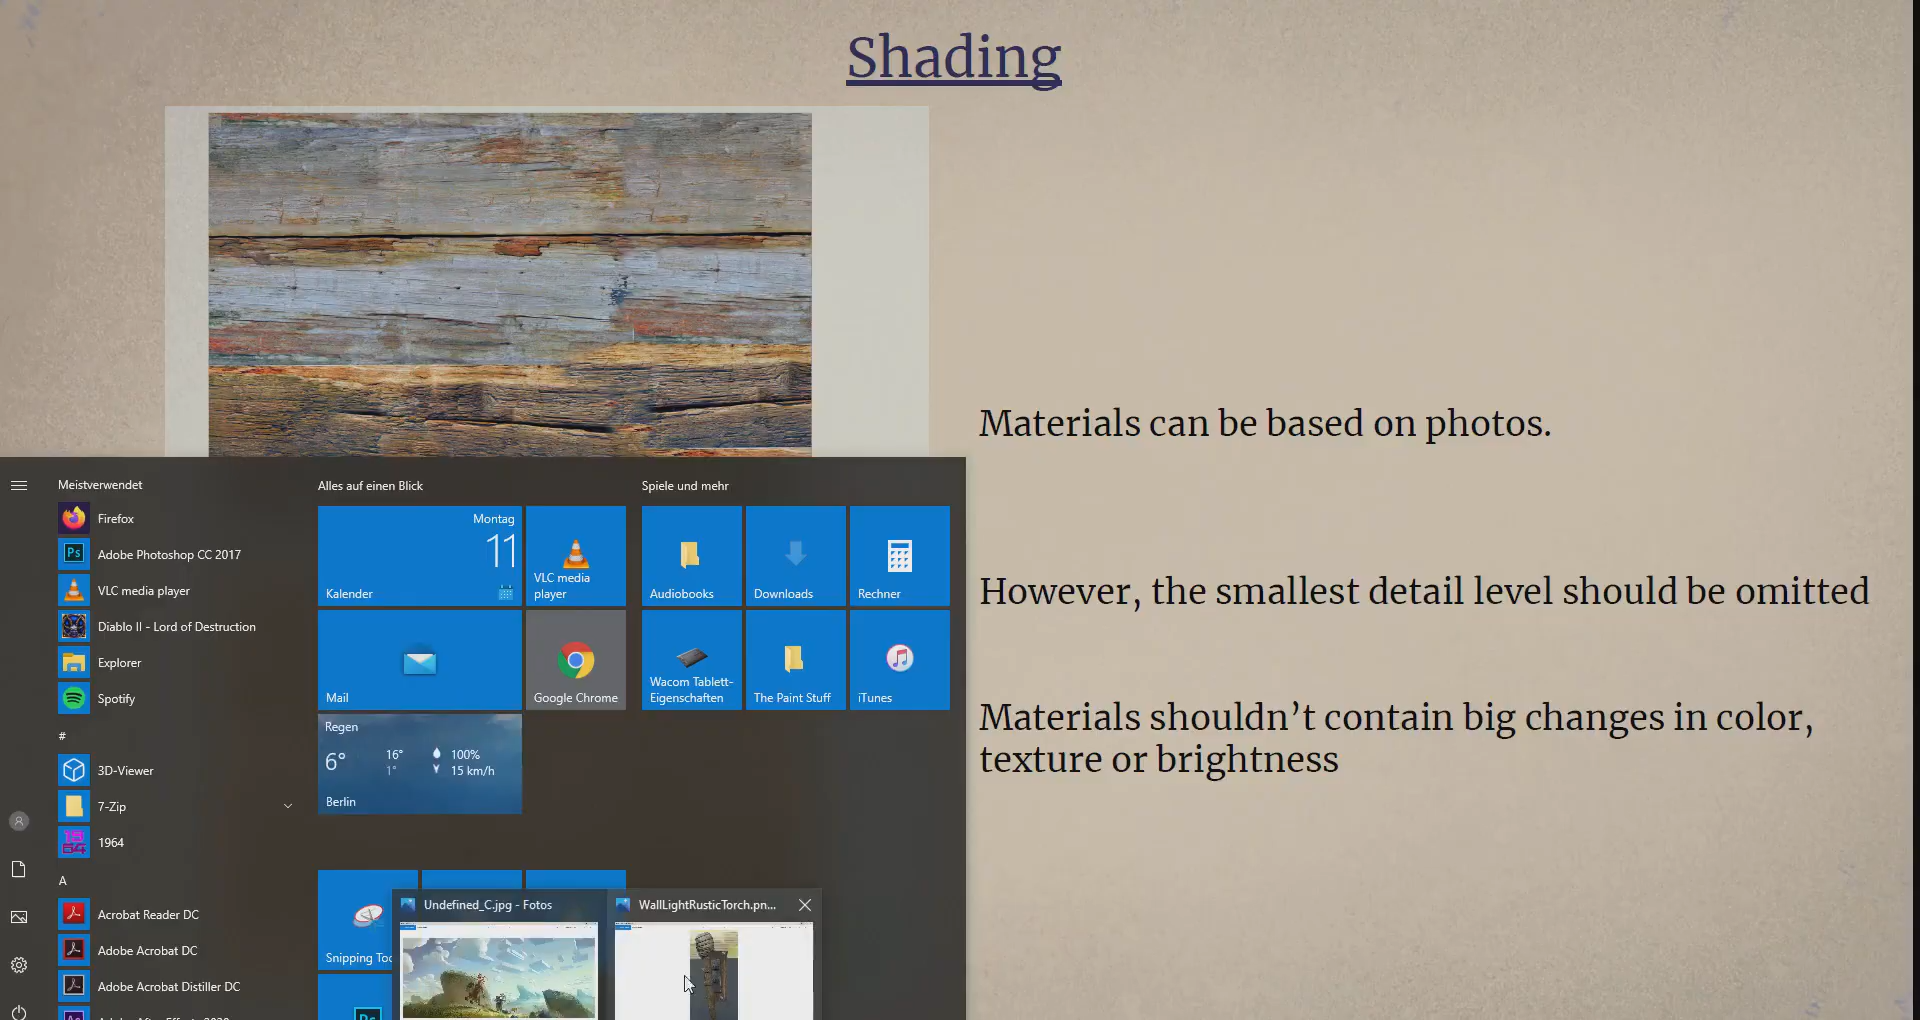 Shading
Materials can be based on photos.
However, the smallest detail level should be omitted
Materials shouldn't contain big changes in color,
texture or brightness
Meistverwendet
Firefox
Adobe Photoshop CC 2017
VLC media player
Diablo II - Lord of Destruction
Explorer
Spotify
#
3D-Viewer
7-Zip
1964
A
Acrobat Reader DC
Adobe Acrobat DC
Adobe Acrobat Distiller DC
Alles auf einen Blick
Montag
11
Kalender
VLC media
player
Mail
Google Chrome
Regen
6°
16°
1°
100%
15 km/h
Berlin
Snipping Too
Ps
Spiele und mehr
Audiobooks
Downloads
Rechner
Wacom Tablett-
Eigenschaften
The Paint Stuff
iTunes
Undefined_C.jpg - Fotos
WallLightRusticTorch.pn...